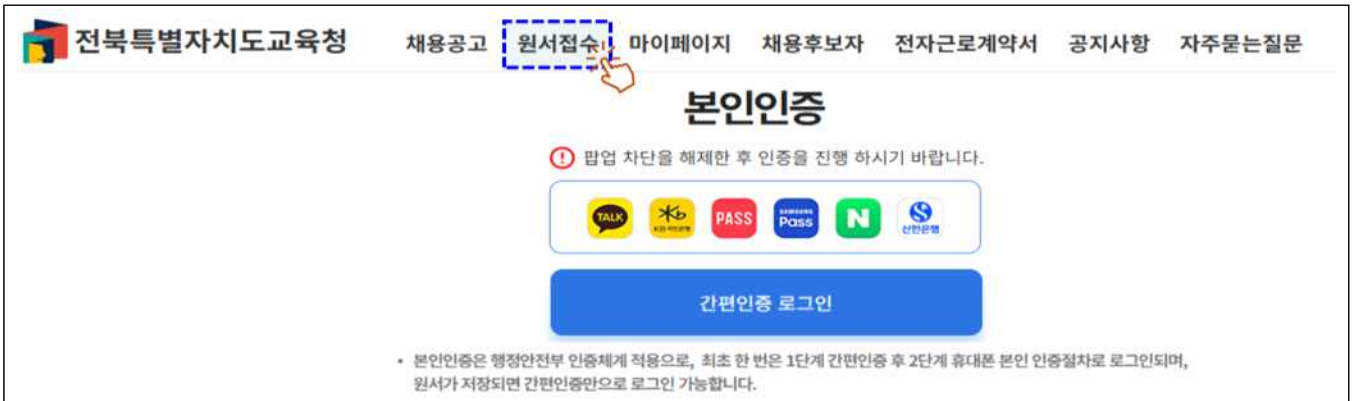 전북특별자치도교육청 채용공고 원서접수 마이페이지 채용후보자 전자근로계약서 공지사항 자주묻는질문
본인인증
! 팝업 차단을 해제한 후 인증을 진행 하시기 바랍니다.
TALK Kb KB국민은행 PASS SAMSUNG Pass N S 신한은행
간편인증 로그인
• 본인인증은 행정안전부 인증체계 적용으로, 최초 한 번은 1단계 간편인증 후 2단계 휴대폰 본인 인증절차로 로그인되며,
원서가 저장되면 간편인증만으로 로그인 가능합니다.